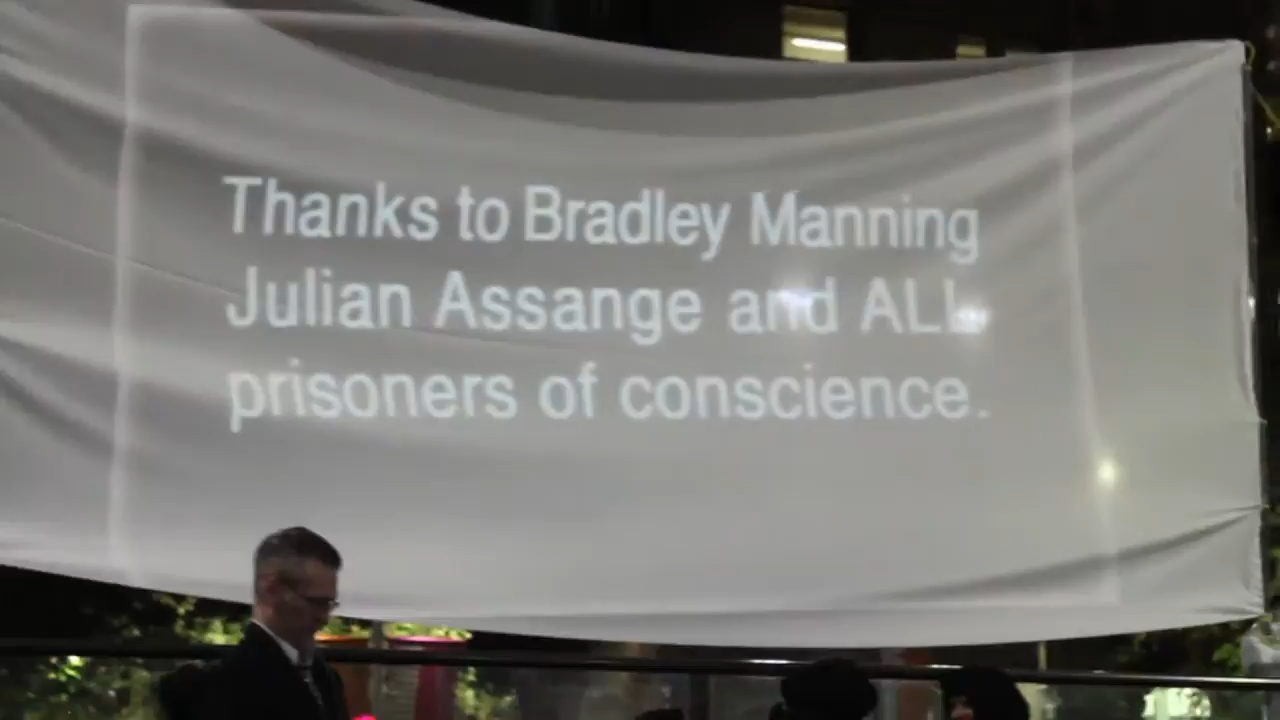 Thanks to Bradley Manning
Julian Assange and ALL
prisoners of conscience.